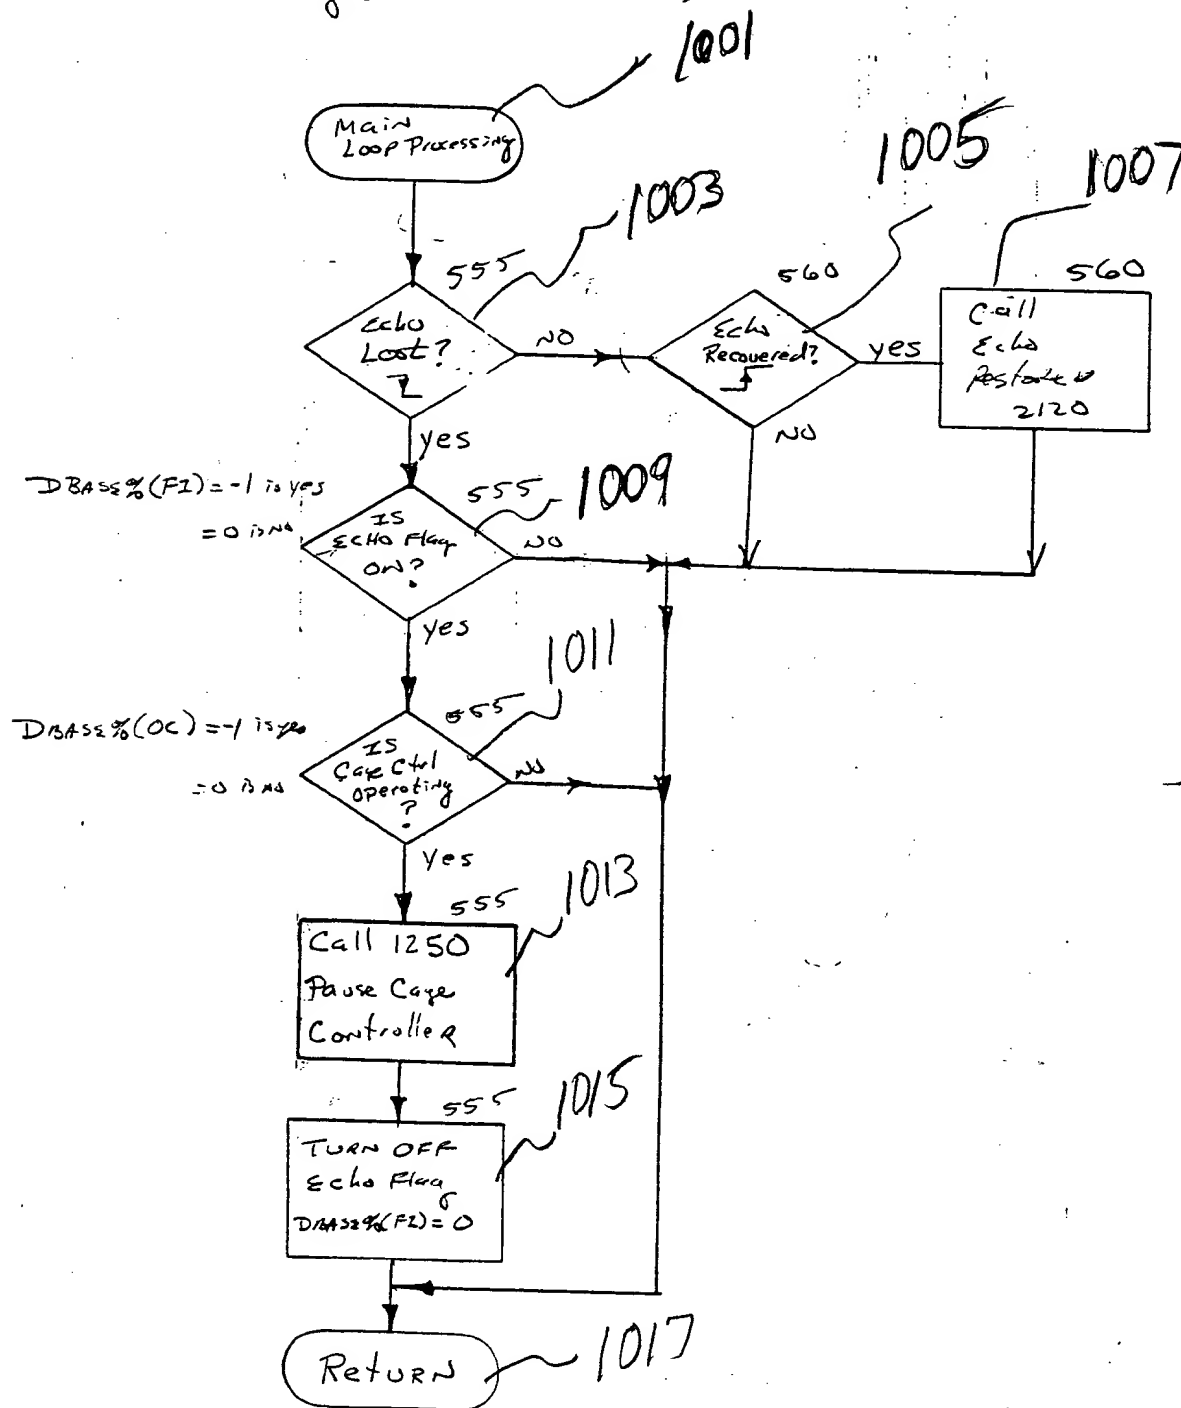 1001
Main
Loop Processing
1003
1005
1007
555
Echo
Lost?
NO
560
Echo
Recovered?
yes
NO
560
Call
Echo
2120
yes
DBASE%(FI) = -1 is yes
= 0 is NO
555
1009
IS
ECHO Flag
ON?
NO
yes
1011
DBASE%(OC) = -1 is yes
= 0 is NO
555
IS
Cage Ctrl
Operating
?
NO
yes
1013
555
Call 1250
Pause Cage
Controller
1015
555
TURN OFF
Echo Flag
DBASE%(FI) = 0
Return
1017